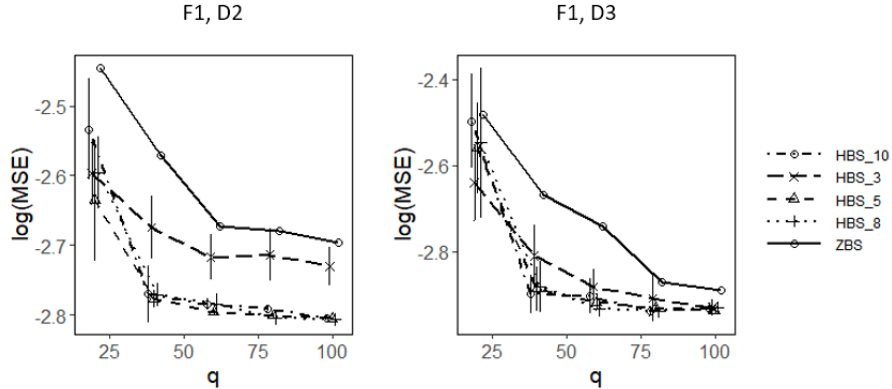 F1, D2
F1, D3
log(MSE)
-2.5
-2.6
-2.7
-2.8
25
50
75
100
q
log(MSE)
-2.4
-2.6
-2.8
25
50
75
100
q
HBS_10
HBS_3
HBS_5
HBS_8
ZBS